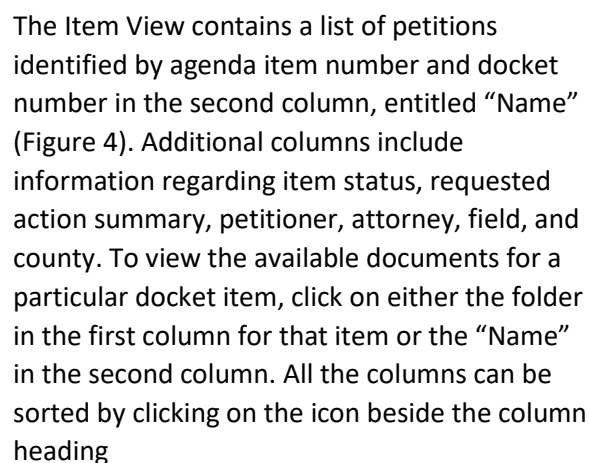 The Item View contains a list of petitions
identified by agenda item number and docket
number in the second column, entitled “Name”
(Figure 4). Additional columns include
information regarding item status, requested
action summary, petitioner, attorney, field, and
county. To view the available documents for a
particular docket item, click on either the folder
in the first column for that item or the “Name”
in the second column. All the columns can be
sorted by clicking on the icon beside the column
heading